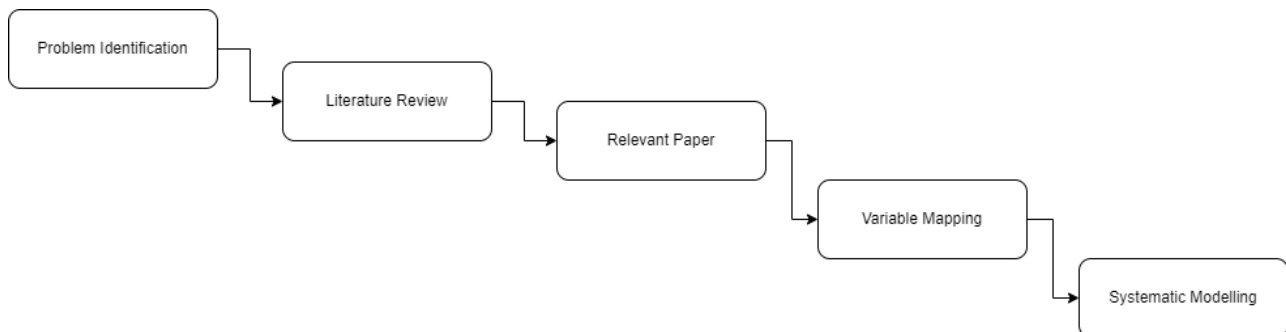 Problem Identification
Literature Review
Relevant Paper
Variable Mapping
Systematic Modelling